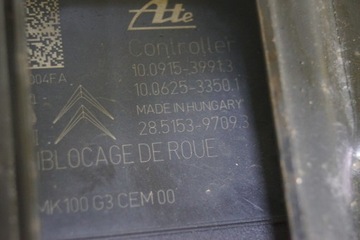 Ate
Controller
004FA
10.0915-3991.3
10.0625-3350.1
MADE IN HUNGARY
28.5153-9709.3
BLOCAGE DE ROUE
MK 100 G3 CEM 00